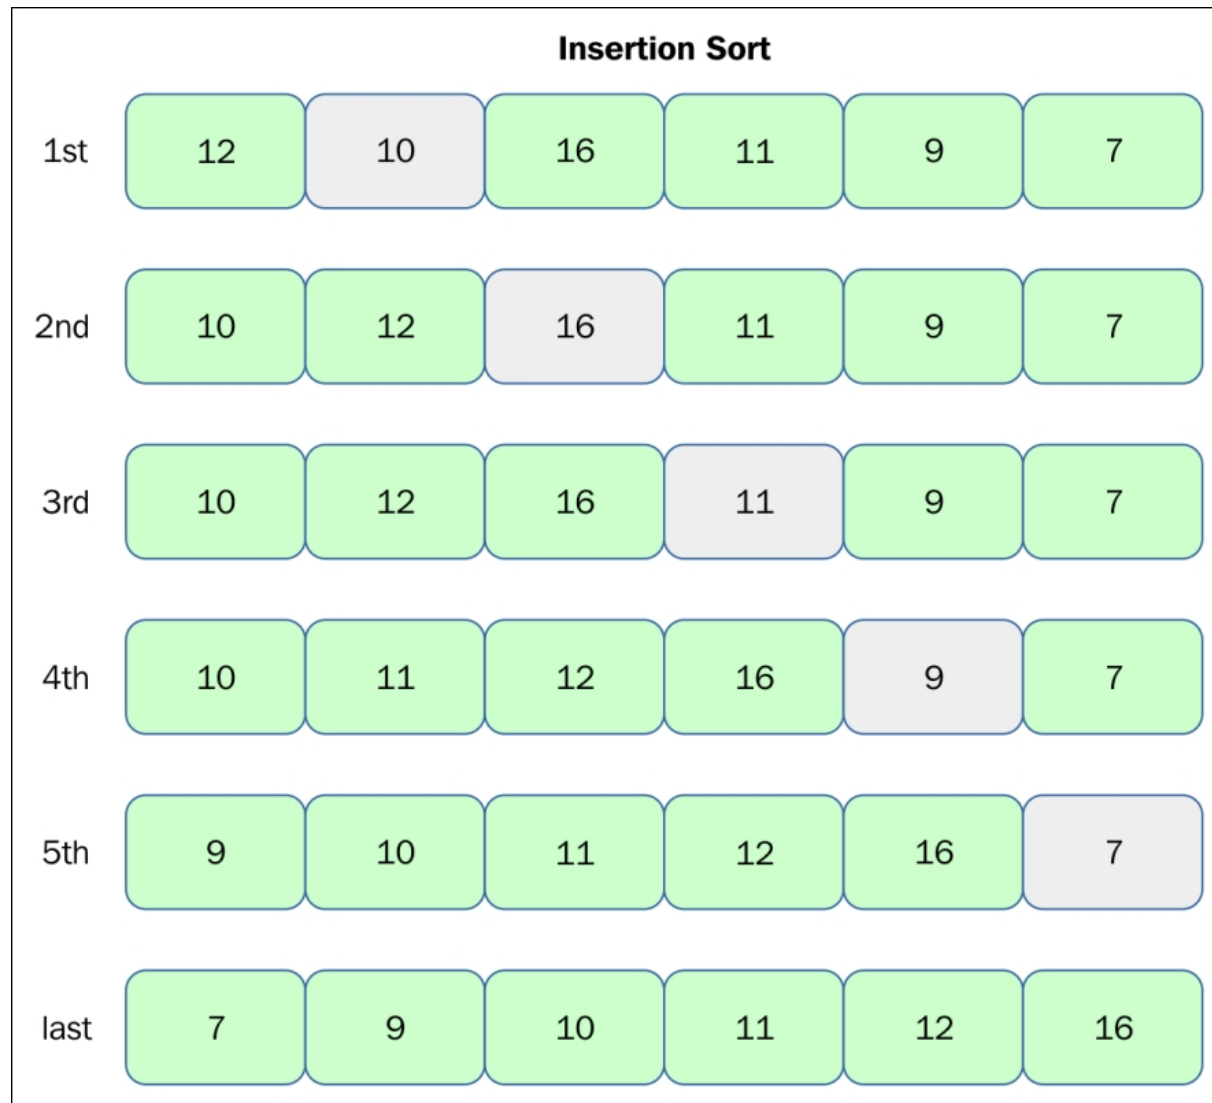 Insertion Sort
1st 12 10 16 11 9 7
2nd 10 12 16 11 9 7
3rd 10 12 16 11 9 7
4th 10 11 12 16 9 7
5th 9 10 11 12 16 7
last 7 9 10 11 12 16